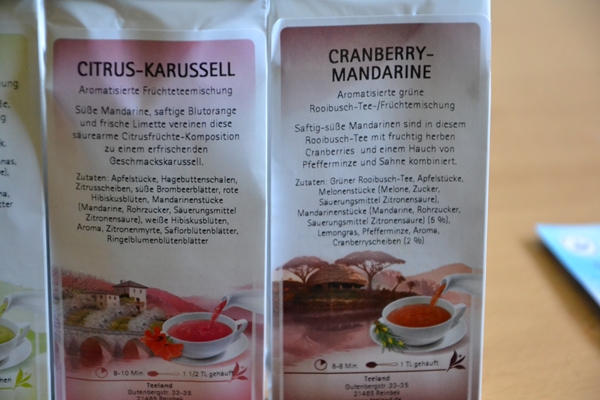 CITRUS-KARUSSELL
Aromatisierte Früchteteemischung
Süße Mandarine, saftige Blutorange
und frische Limette vereinen diese
säurearme Citrusfrüchte-Komposition
zu einem erfrischenden
Geschmackskarussell.
Zutaten: Apfelstücke, Hagebuttenschalen,
Zitrusscheiben, süße Brombeerblätter, rote
Hibiskusblüten, Mandarinenstücke
(Mandarine, Rohrzucker, Säuerungsmittel
Zitronensäure), weiße Hibiskusblüten,
Aroma, Zitronenmyrte, Saflorblütenblätter,
Ringelblumenblütenblätter
8-10 Min. 1 1/2 TL gehäuft
Teeland
Gutenbergstr. 33-35
21465 Reinbek
CRANBERRY-
MANDARINE
Aromatisierte grüne
Rooibusch-Tee-/Früchtemischung
Saftig-süße Mandarinen sind in diesem
Rooibusch-Tee mit fruchtig herben
Cranberries und einem Hauch von
Pfefferminze und Sahne kombiniert.
Zutaten: Grüner Rooibusch-Tee, Apfelstücke,
Melonenstücke (Melone, Zucker,
Säuerungsmittel Zitronensäure),
Mandarinenstücke (Mandarine, Rohrzucker,
Säuerungsmittel Zitronensäure) (5 %),
Lemongras, Pfefferminze, Aroma,
Cranberryscheiben (2 %)
6-8 Min. 1 TL gehäuft
Teeland
Gutenbergstr. 33-35
21465 Reinbek